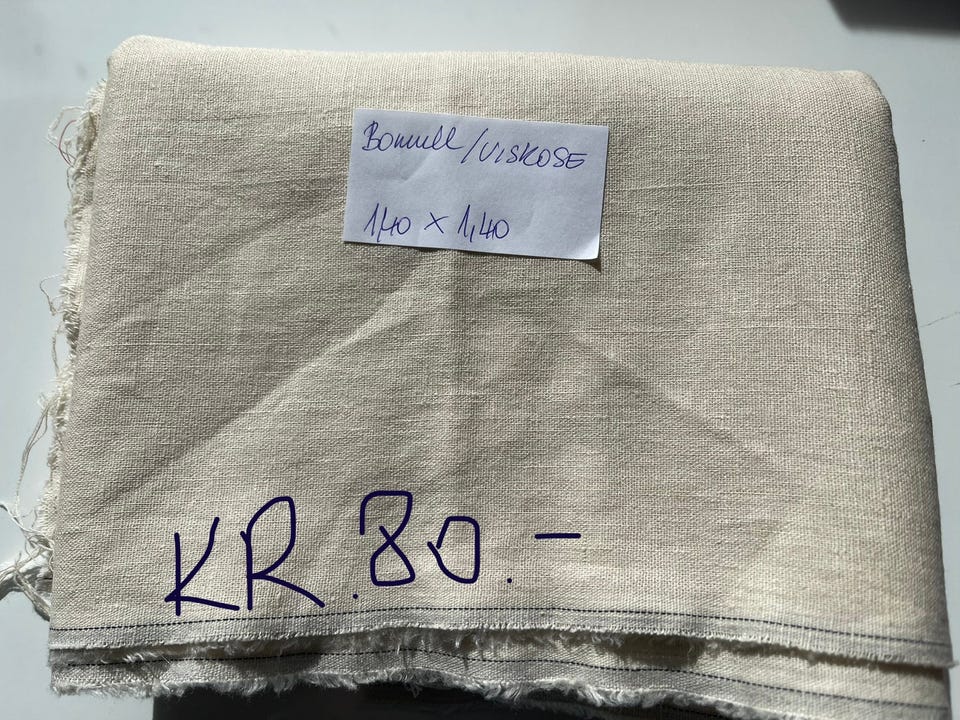 Bomull/VISKOSE
1,40 x 1,40
KR.80.-